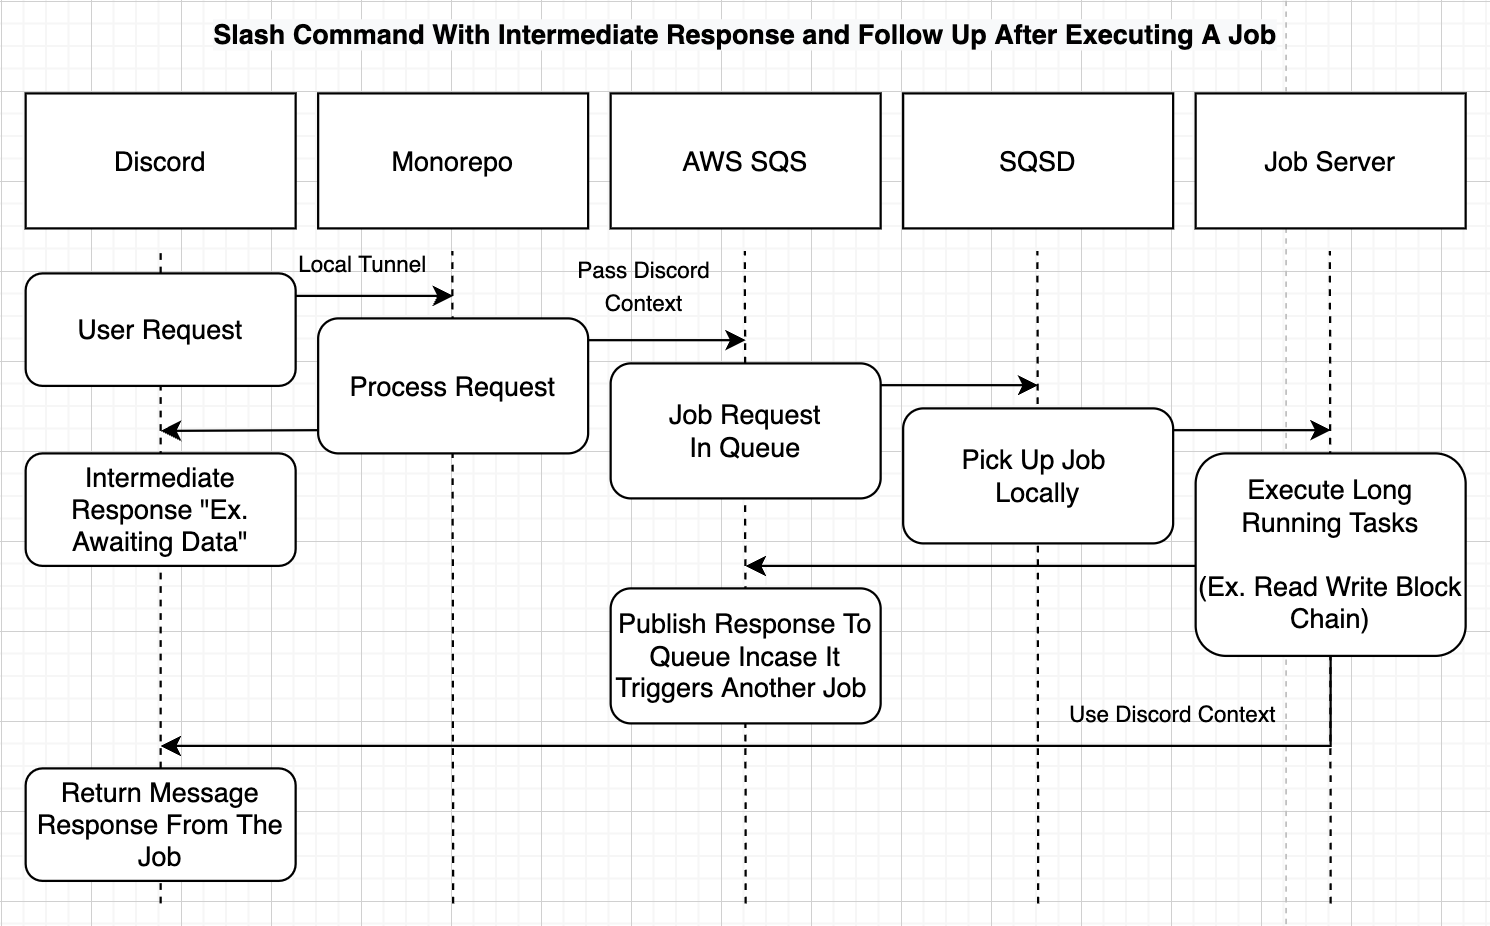 Slash Command With Intermediate Response and Follow Up After Executing A Job
Discord
Monorepo
AWS SQS
SQSD
Job Server
Local Tunnel
Pass Discord
Context
User Request
Process Request
Job Request
In Queue
Pick Up Job
Locally
Execute Long
Running Tasks
(Ex. Read Write Block
Chain)
Intermediate
Response "Ex.
Awaiting Data"
Publish Response To
Queue Incase It
Triggers Another Job
Use Discord Context
Return Message
Response From The
Job